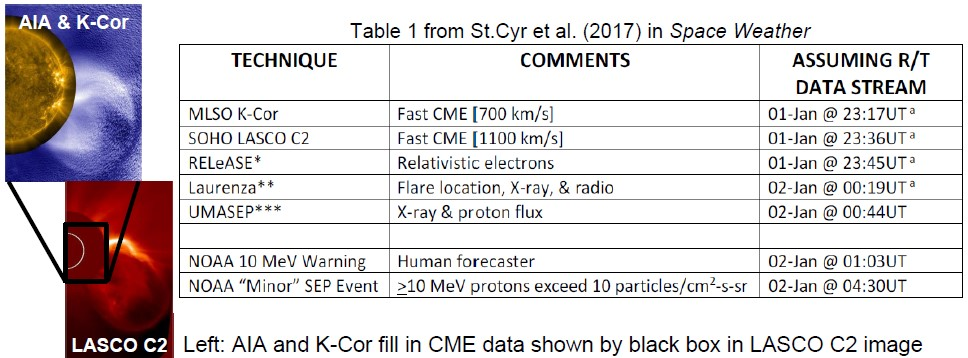 AIA & K-Cor
LASCO C2
Table 1 from St.Cyr et al. (2017) in Space Weather
TECHNIQUE COMMENTS ASSUMING R/T
DATA STREAM
MLSO K-Cor Fast CME [700 km/s] 01-Jan @ 23:17UT ᵃ
SOHO LASCO C2 Fast CME [1100 km/s] 01-Jan @ 23:36UT ᵃ
RELeASE* Relativistic electrons 01-Jan @ 23:45UT ᵃ
Laurenza** Flare location, X-ray, & radio 02-Jan @ 00:19UT ᵃ
UMASEP*** X-ray & proton flux 02-Jan @ 00:44UT
NOAA 10 MeV Warning Human forecaster 02-Jan @ 01:03UT
NOAA “Minor” SEP Event ≥10 MeV protons exceed 10 particles/cm²-s-sr 02-Jan @ 04:30UT
Left: AIA and K-Cor fill in CME data shown by black box in LASCO C2 image